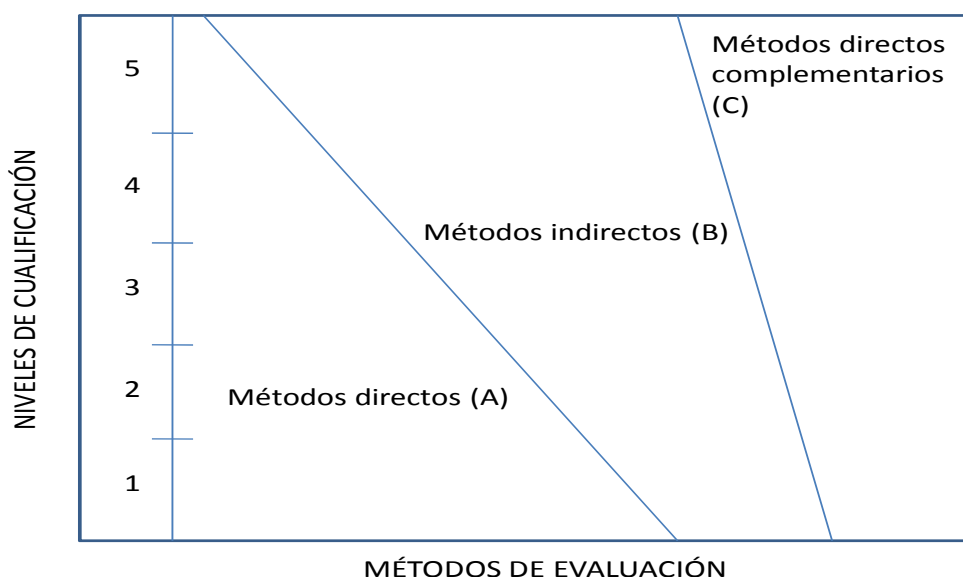 Métodos directos
complementarios
(C)
5
4
Métodos indirectos (B)
3
2
Métodos directos (A)
1
NIVELES DE CUALIFICACIÓN
MÉTODOS DE EVALUACIÓN